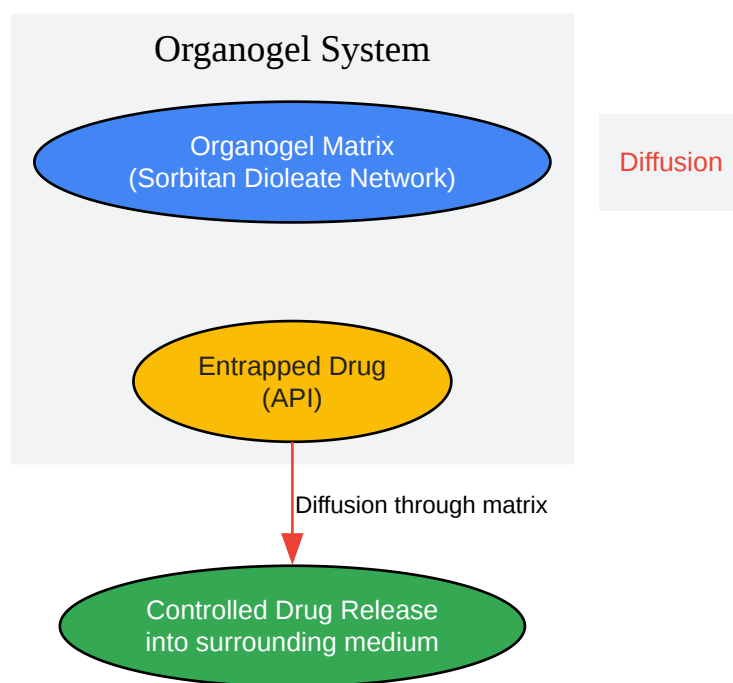 Organogel System
Organogel Matrix
(Sorbitan Dioleate Network)
Diffusion
Entrapped Drug
(API)
Diffusion through matrix
Controlled Drug Release
into surrounding medium